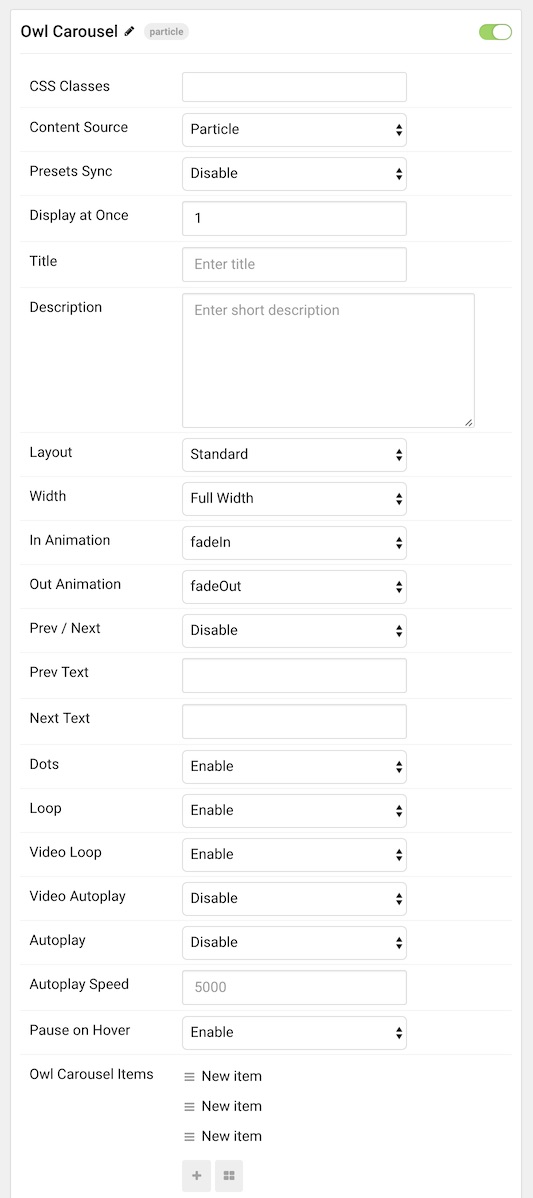 Owl Carousel particle
CSS Classes
Content Source Particle
Presets Sync Disable
Display at Once 1
Title Enter title
Description Enter short description
Layout Standard
Width Full Width
In Animation fadeIn
Out Animation fadeOut
Prev / Next Disable
Prev Text
Next Text
Dots Enable
Loop Enable
Video Loop Enable
Video Autoplay Disable
Autoplay Disable
Autoplay Speed 5000
Pause on Hover Enable
Owl Carousel Items New item
New item
New item